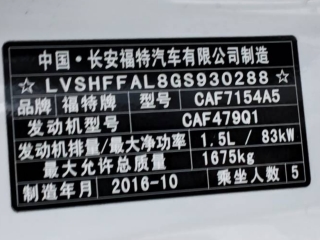 中国·长安福特汽车有限公司制造
☆ LVSHFFAL8GS930288 ☆
品牌 福特牌 型号 CAF7154A5
发动机型号 CAF479Q1
发动机排量/最大净功率 1.5L / 83kW
最大允许总质量 1675kg
制造年月 2016-10 乘坐人数 5